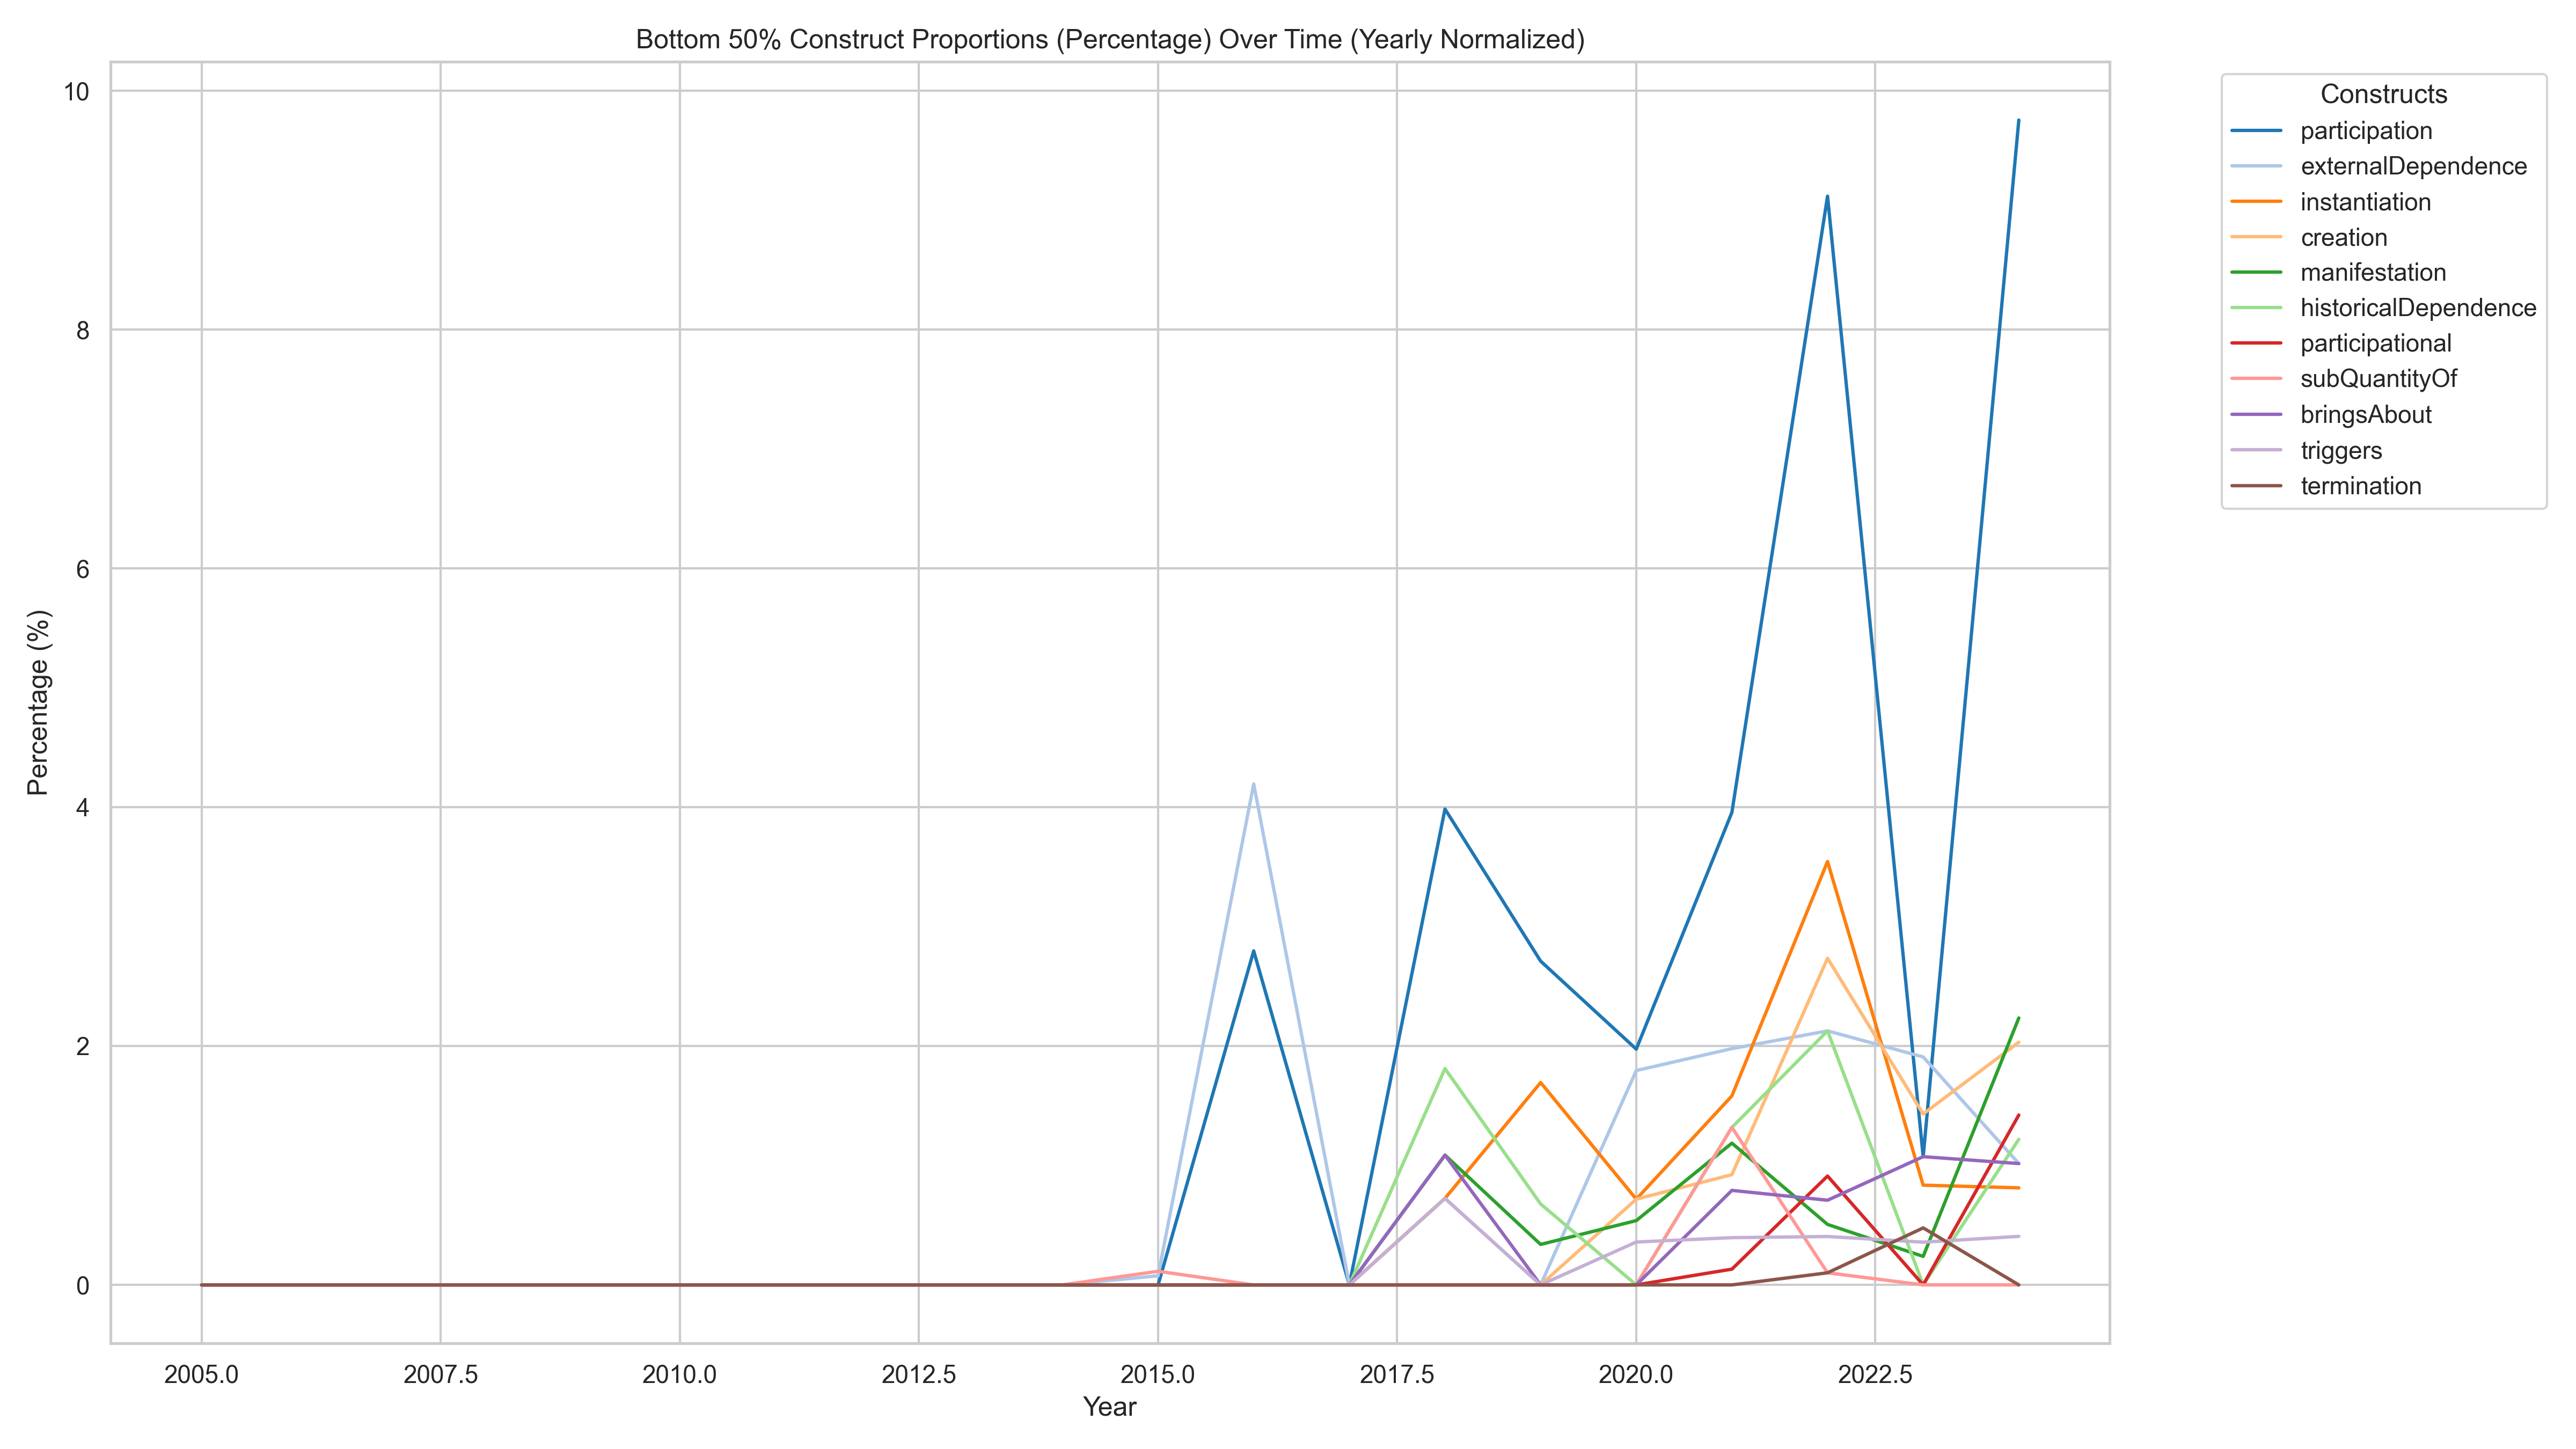 Bottom 50% Construct Proportions (Percentage) Over Time (Yearly Normalized)
Percentage (%)
10
8
6
4
2
0
2005.0 2007.5 2010.0 2012.5 2015.0 2017.5 2020.0 2022.5
Year
Constructs
participation
externalDependence
instantiation
creation
manifestation
historicalDependence
participational
subQuantityOf
bringsAbout
triggers
termination